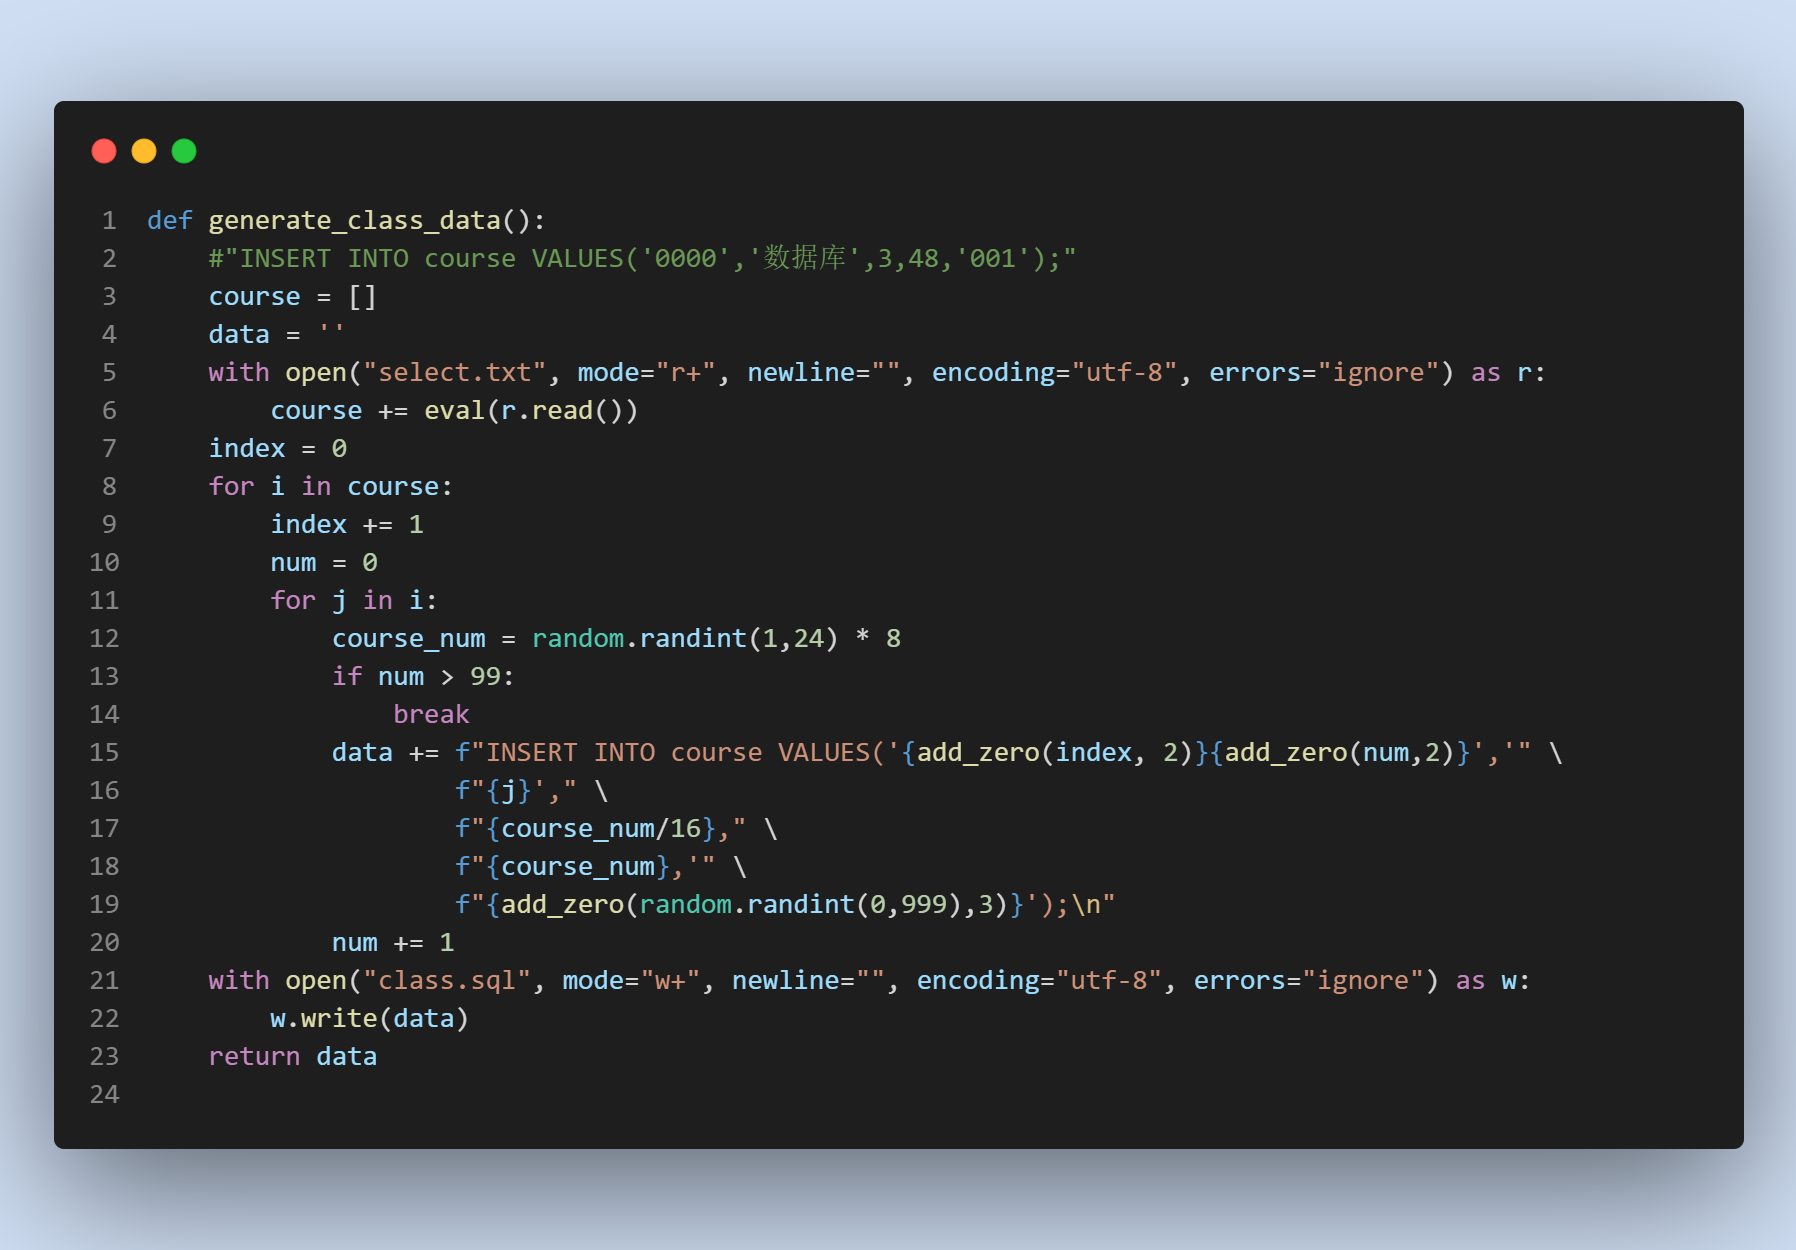 1 def generate_class_data():
2     #"INSERT INTO course VALUES('0000','数据库',3,48,'001');"
3     course = []
4     data = ''
5     with open("select.txt", mode="r+", newline="", encoding="utf-8", errors="ignore") as r:
6         course += eval(r.read())
7     index = 0
8     for i in course:
9         index += 1
10         num = 0
11         for j in i:
12             course_num = random.randint(1,24) * 8
13             if num > 99:
14                 break
15             data += f"INSERT INTO course VALUES('{add_zero(index, 2)}{add_zero(num,2)}','" \
16                     f"{j}'," \
17                     f"{course_num/16}," \
18                     f"{course_num},'" \
19                     f"{add_zero(random.randint(0,999),3)}');\n"
20             num += 1
21     with open("class.sql", mode="w+", newline="", encoding="utf-8", errors="ignore") as w:
22         w.write(data)
23     return data
24